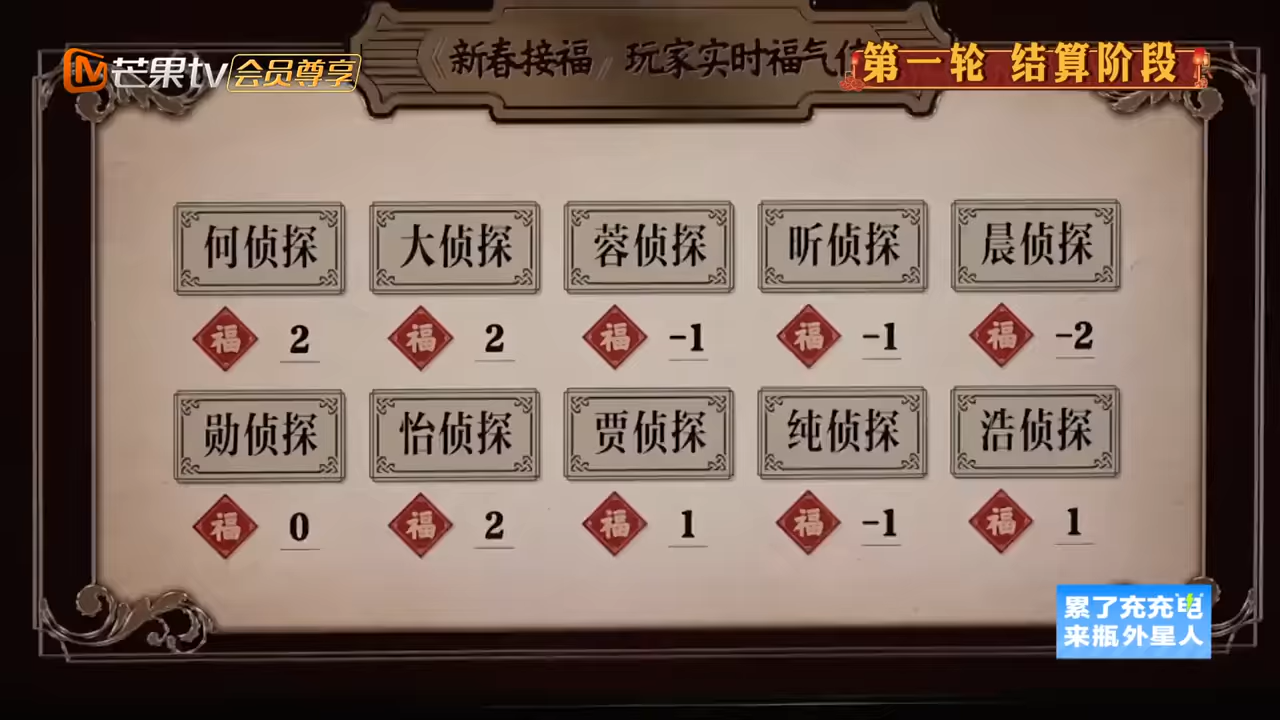 芒果tv 会员尊享
新春接福 玩家实时福气值
第一轮 结算阶段
何侦探 大侦探 蓉侦探 昕侦探 晨侦探
福 2 福 2 福 -1 福 -1 福 -2
勋侦探 怡侦探 贾侦探 纯侦探 浩侦探
福 0 福 2 福 1 福 -1 福 1
累了充充电
来瓶外星人